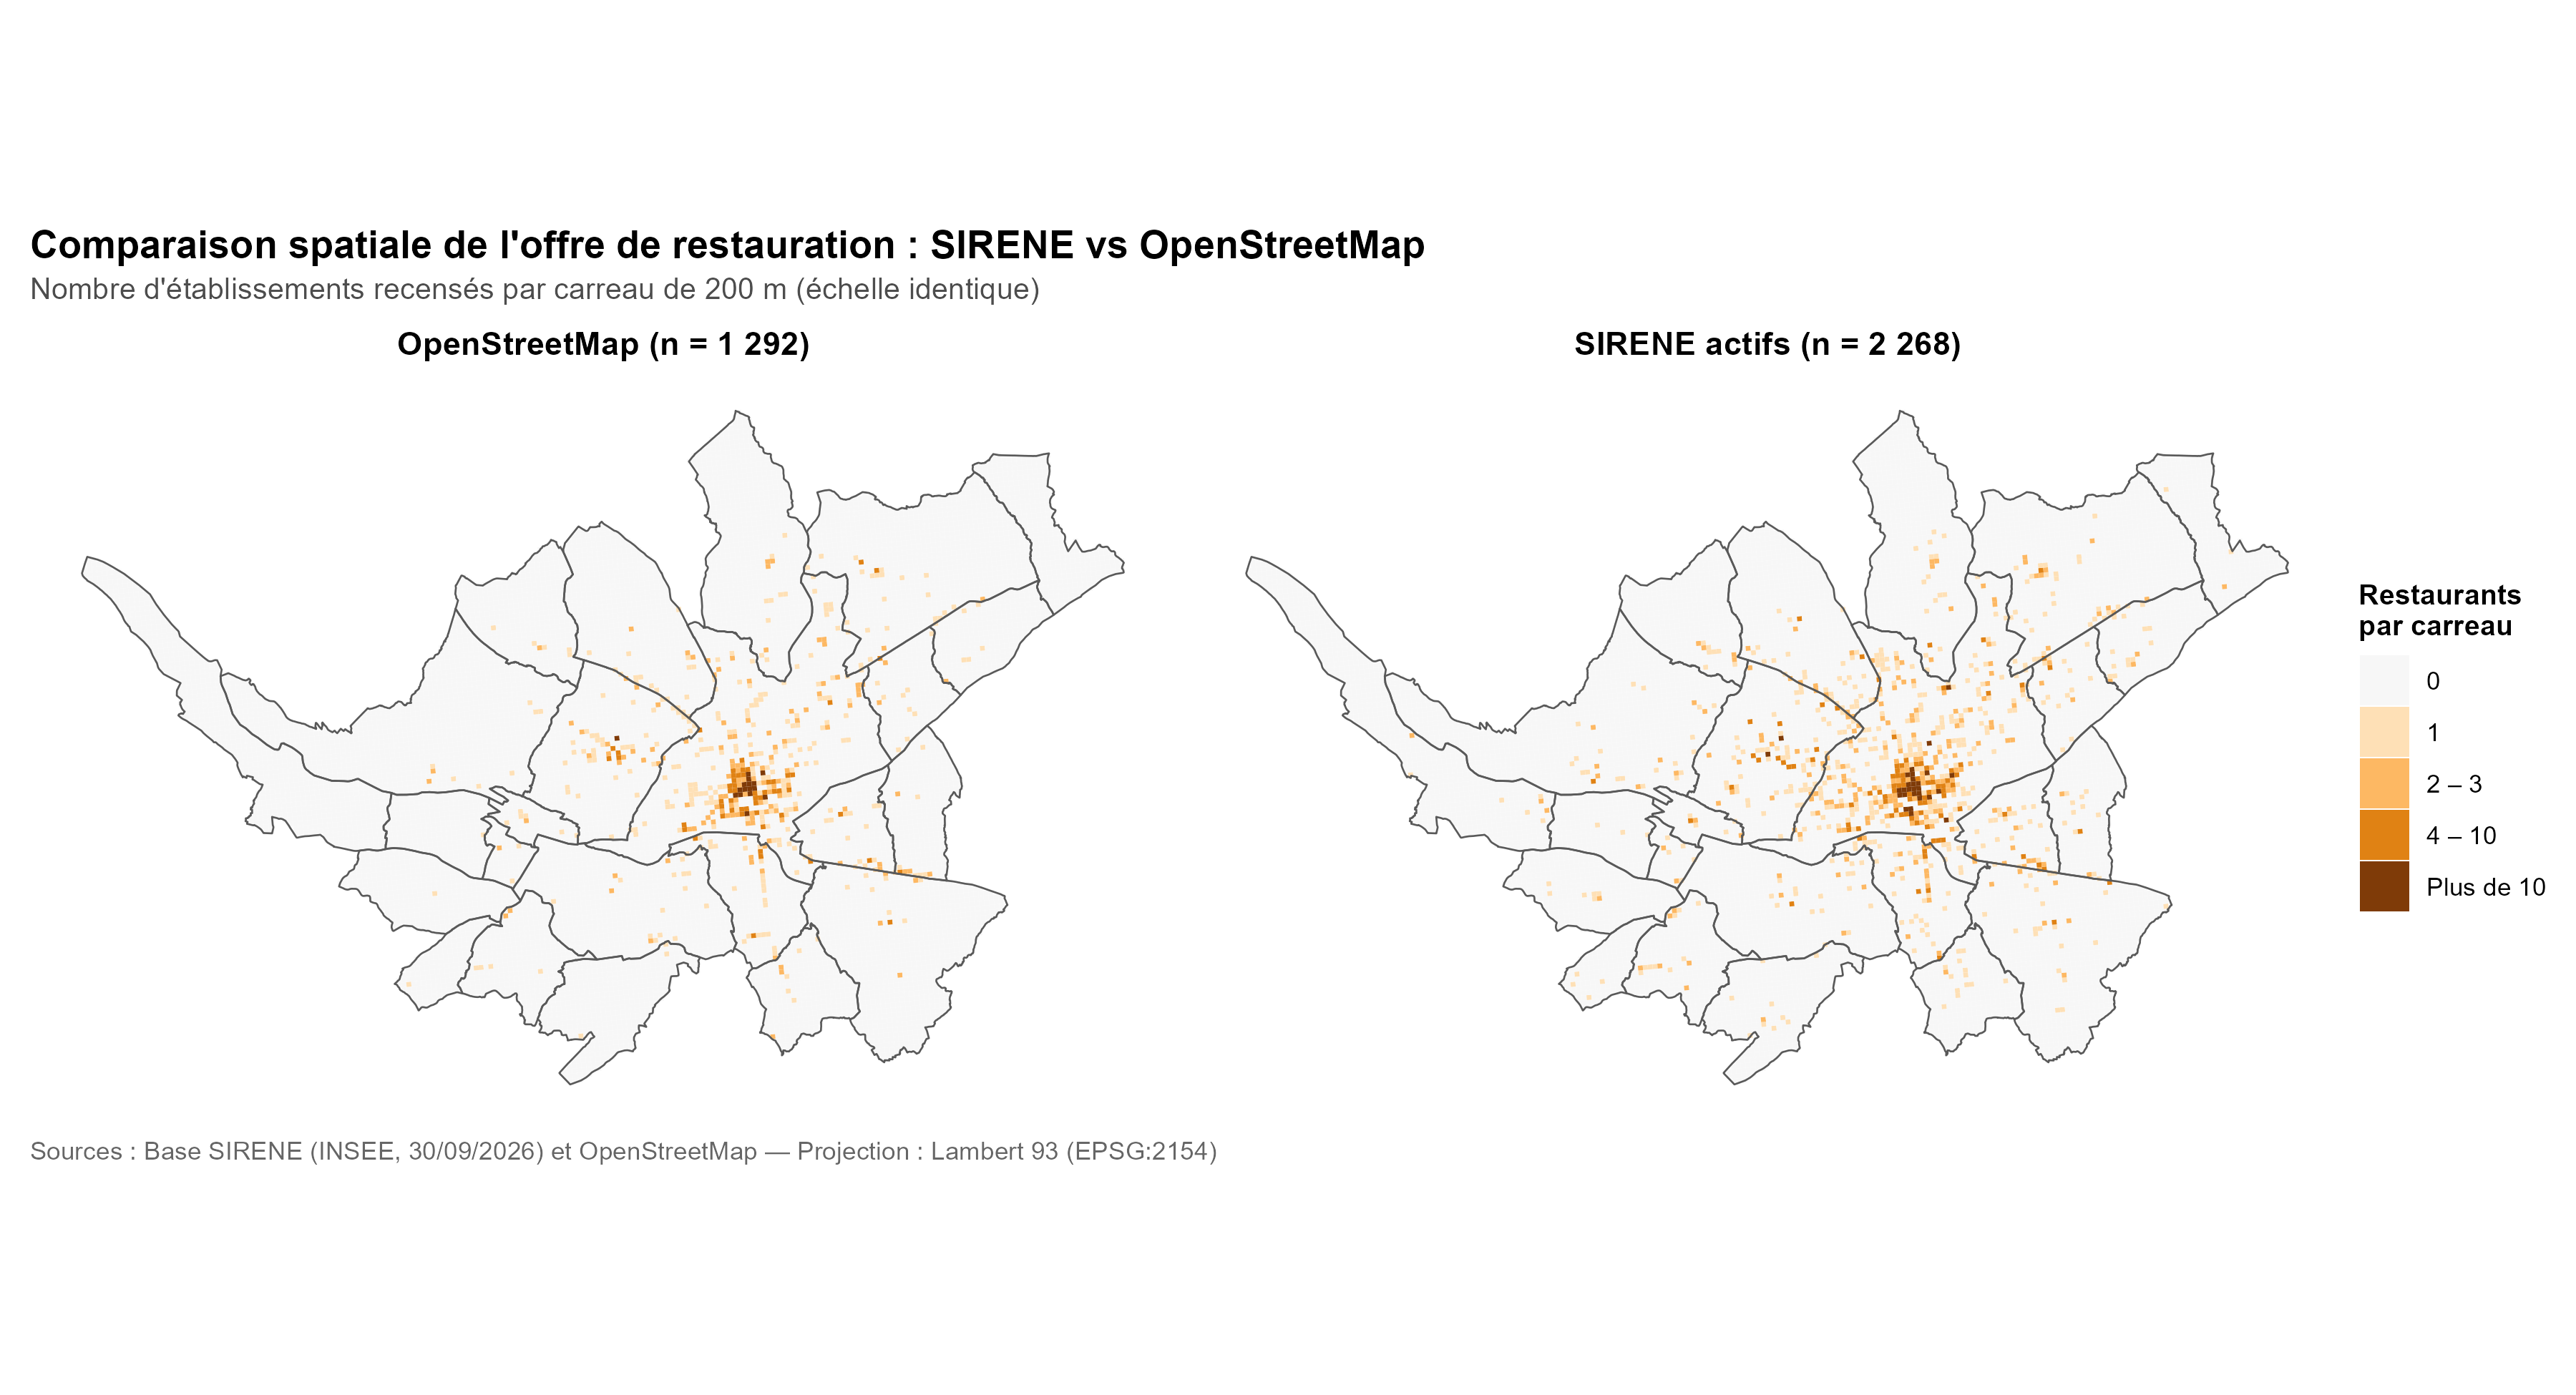 Comparaison spatiale de l'offre de restauration : SIRENE vs OpenStreetMap
Nombre d'établissements recensés par carreau de 200 m (échelle identique)
OpenStreetMap (n = 1 292)
SIRENE actifs (n = 2 268)
Restaurants
par carreau
0
1
2 – 3
4 – 10
Plus de 10
Sources : Base SIRENE (INSEE, 30/09/2026) et OpenStreetMap — Projection : Lambert 93 (EPSG:2154)